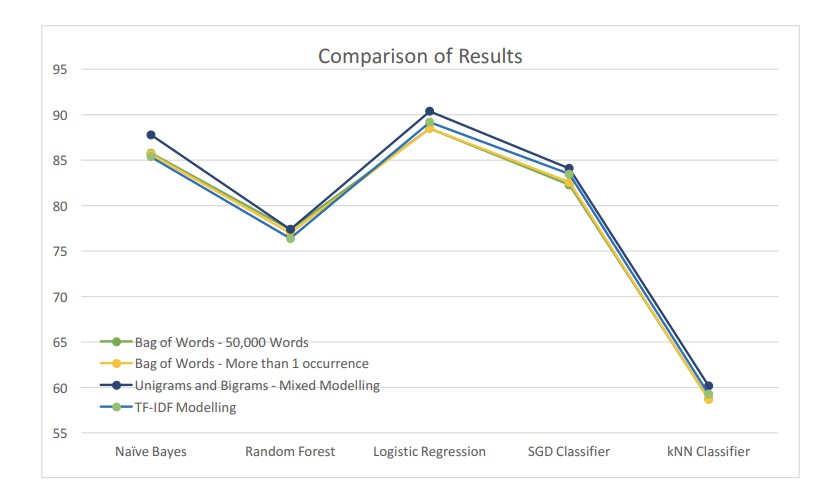 Comparison of Results
95
90
85
80
75
70
65
60
55
Bag of Words - 50,000 Words
Bag of Words - More than 1 occurrence
Unigrams and Bigrams - Mixed Modelling
TF-IDF Modelling
Naïve Bayes Random Forest Logistic Regression SGD Classifier kNN Classifier